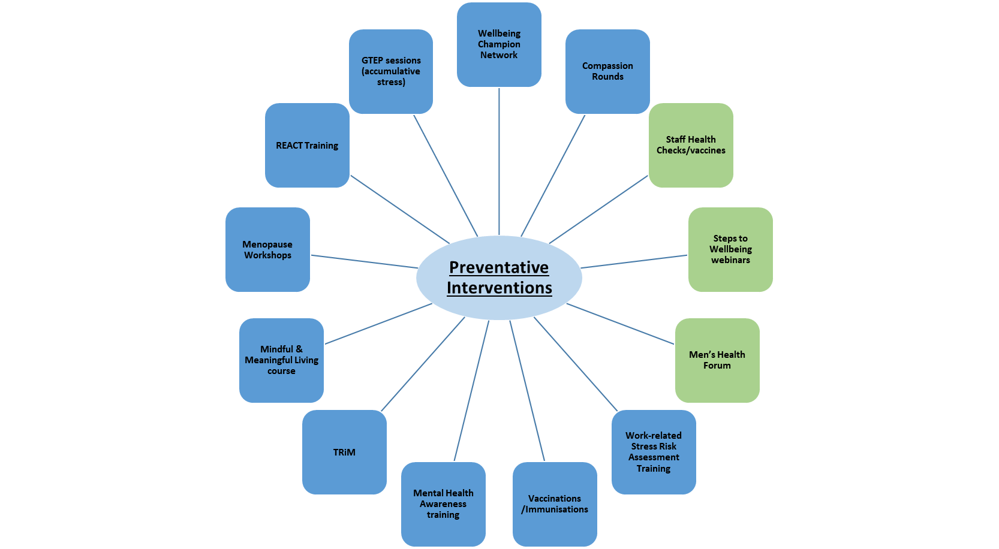 Wellbeing
Champion
Network
GTEP sessions
(accumulative
stress)
Compassion
Rounds
REACT Training
Staff Health
Checks/vaccines
Menopause
Workshops
Steps to
Wellbeing
webinars
Preventative
Interventions
Mindful &
Meaningful Living
course
Men’s Health
Forum
TRiM
Work-related
Stress Risk
Assessment
Training
Mental Health
Awareness
training
Vaccinations
/Immunisations